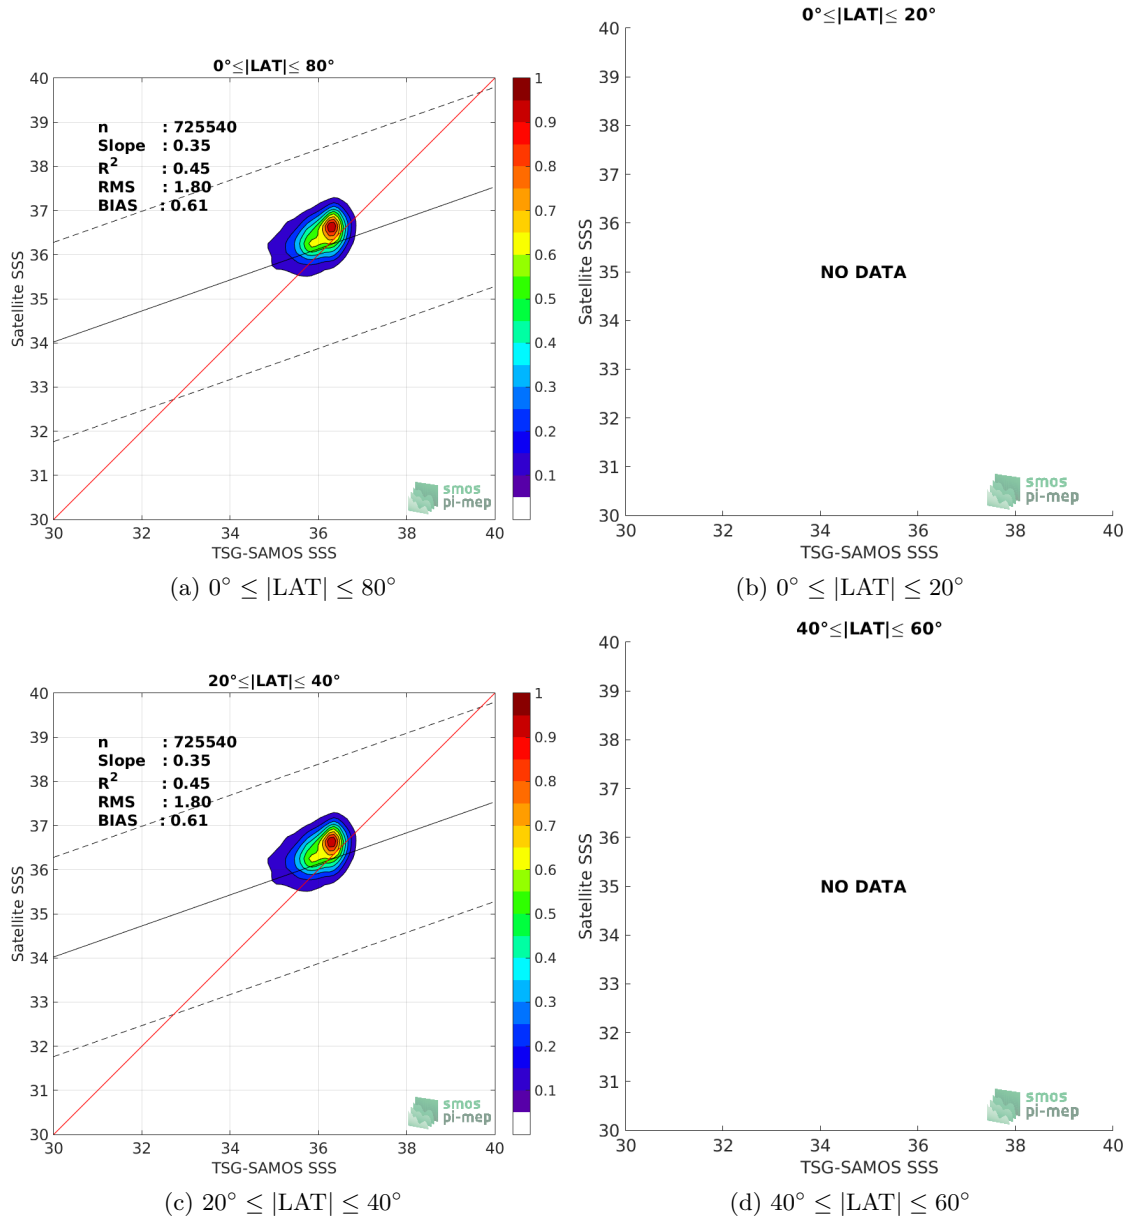 0°≤|LAT|≤ 80°
40
39
38
37
36
35
34
33
32
31
30
Satellite SSS
n : 725540
Slope : 0.35
R² : 0.45
RMS : 1.80
BIAS : 0.61
smos
pi-mep
30 32 34 36 38 40
TSG-SAMOS SSS
1
0.9
0.8
0.7
0.6
0.5
0.4
0.3
0.2
0.1
(a) 0° ≤ |LAT| ≤ 80°
0°≤|LAT|≤ 20°
40
39
38
37
36
35
34
33
32
31
30
Satellite SSS
NO DATA
smos
pi-mep
30 32 34 36 38 40
TSG-SAMOS SSS
(b) 0° ≤ |LAT| ≤ 20°
20°≤|LAT|≤ 40°
40
39
38
37
36
35
34
33
32
31
30
Satellite SSS
n : 725540
Slope : 0.35
R² : 0.45
RMS : 1.80
BIAS : 0.61
smos
pi-mep
30 32 34 36 38 40
TSG-SAMOS SSS
1
0.9
0.8
0.7
0.6
0.5
0.4
0.3
0.2
0.1
(c) 20° ≤ |LAT| ≤ 40°
40°≤|LAT|≤ 60°
40
39
38
37
36
35
34
33
32
31
30
Satellite SSS
NO DATA
smos
pi-mep
30 32 34 36 38 40
TSG-SAMOS SSS
(d) 40° ≤ |LAT| ≤ 60°